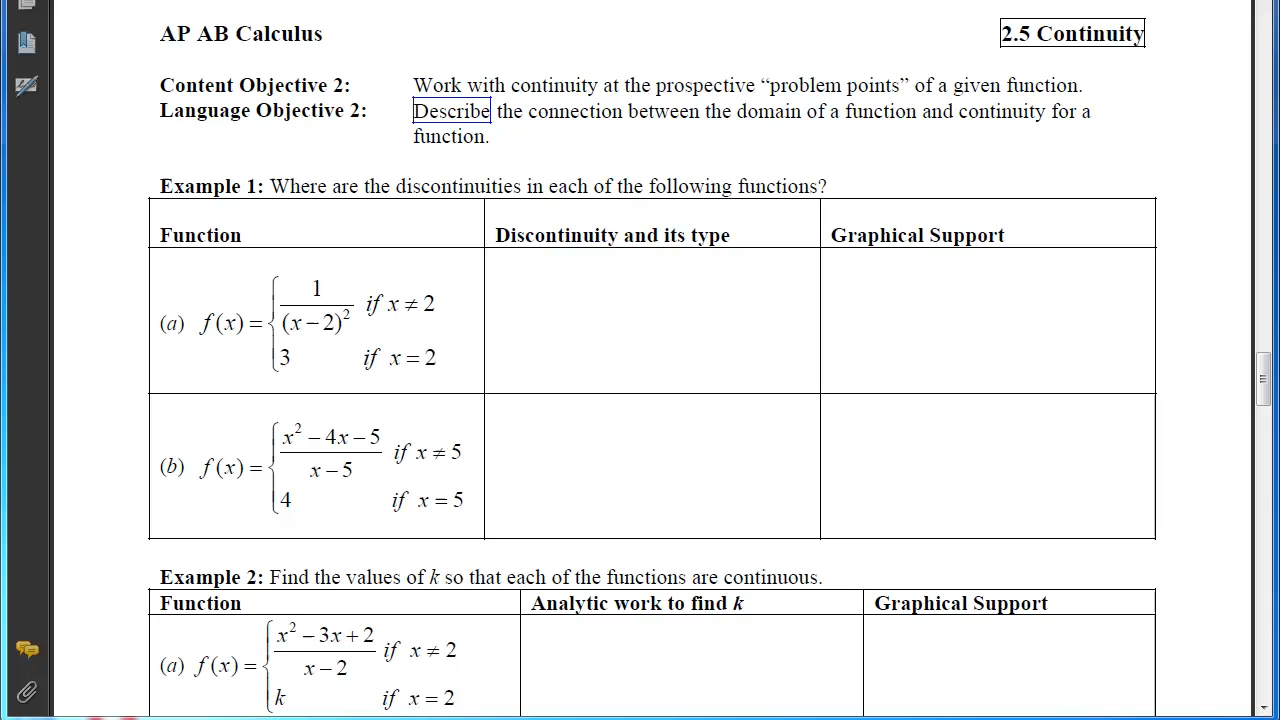 AP AB Calculus 2.5 Continuity
Content Objective 2: Work with continuity at the prospective “problem points” of a given function.
Language Objective 2: Describe the connection between the domain of a function and continuity for a
function.
Example 1: Where are the discontinuities in each of the following functions?
Function Discontinuity and its type Graphical Support
1
if x ≠ 2
(a) f(x) = (x − 2)²
3 if x = 2
x² − 4x − 5
if x ≠ 5
(b) f(x) = x − 5
4 if x = 5
Example 2: Find the values of k so that each of the functions are continuous.
Function Analytic work to find k Graphical Support
x² − 3x + 2
if x ≠ 2
(a) f(x) = x − 2
k if x = 2